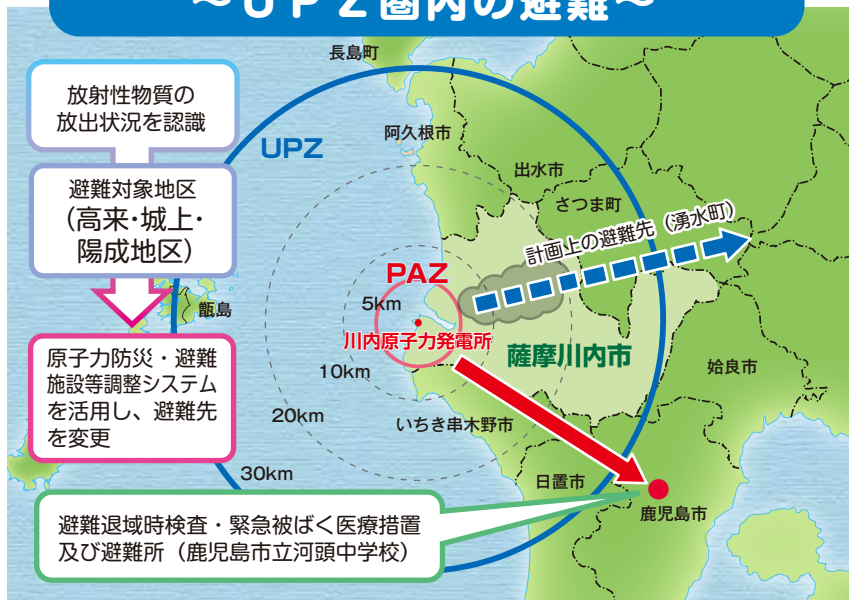 ～UPZ圏内の避難～
長島町
放射性物質の
放出状況を認識
阿久根市
UPZ
出水市
避難対象地区
（高来・城上・
陽成地区）
さつま町
計画上の避難先（湧水町）
PAZ
5km
甑島
川内原子力発電所
薩摩川内市
原子力防災・避難
施設等調整システム
を活用し、避難先
を変更
10km
姶良市
20km
いちき串木野市
30km
日置市
鹿児島市
避難退域時検査・緊急被ばく医療措置
及び避難所（鹿児島市立河頭中学校）